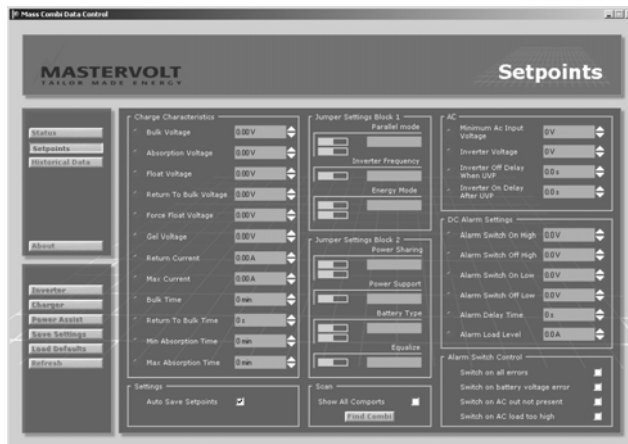 Mass Combi Data Control
MASTERVOLT
TAILOR MADE ENERGY
Setpoints
Status
Setpoints
Historical Data
About
Inverter
Charger
Power Assist
Save Settings
Load Defaults
Refresh
Charge Characteristics
Bulk Voltage 0.00 V
Absorption Voltage 0.00 V
Float Voltage 0.00 V
Return To Bulk Voltage 0.00 V
Force Float Voltage 0.00 V
Gel Voltage 0.00 V
Return Current 0.00 A
Max Current 0.00 A
Bulk Time 0 min
Return To Bulk Time 0 s
Min Absorption Time 0 min
Max Absorption Time 0 min
Settings
Auto Save Setpoints
Jumper Settings Block 1
Parallel mode
Inverter Frequency
Energy Mode
Jumper Settings Block 2
Power Sharing
Power Support
Battery Type
Equalize
Scan
Show All Comports
Find Combi
AC
Minimum Ac Input
Voltage 0 V
Inverter Voltage 0 V
Inverter Off Delay
When UVP 0.0 s
Inverter On Delay
After UVP 0.0 s
DC Alarm Settings
Alarm Switch On High 0.0 V
Alarm Switch Off High 0.0 V
Alarm Switch On Low 0.0 V
Alarm Switch Off Low 0.0 V
Alarm Delay Time 0 s
Alarm Load Level 0.0 A
Alarm Switch Control
Switch on all errors
Switch on battery voltage error
Switch on AC out not present
Switch on AC load too high